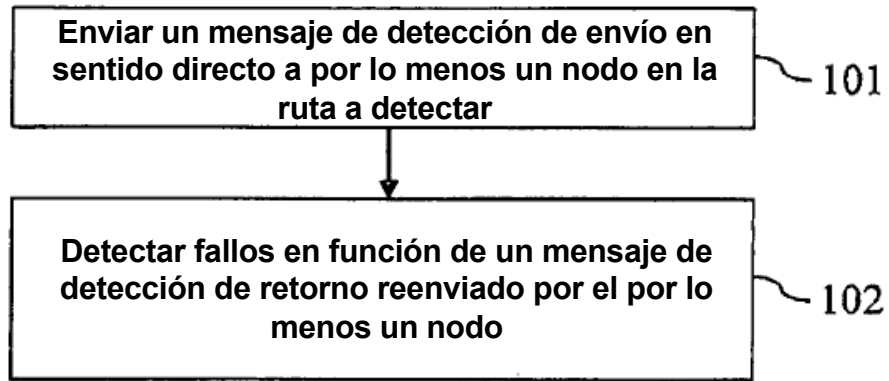 Enviar un mensaje de detección de envío en
sentido directo a por lo menos un nodo en la
ruta a detectar
101
Detectar fallos en función de un mensaje de
detección de retorno reenviado por el por lo
menos un nodo
102